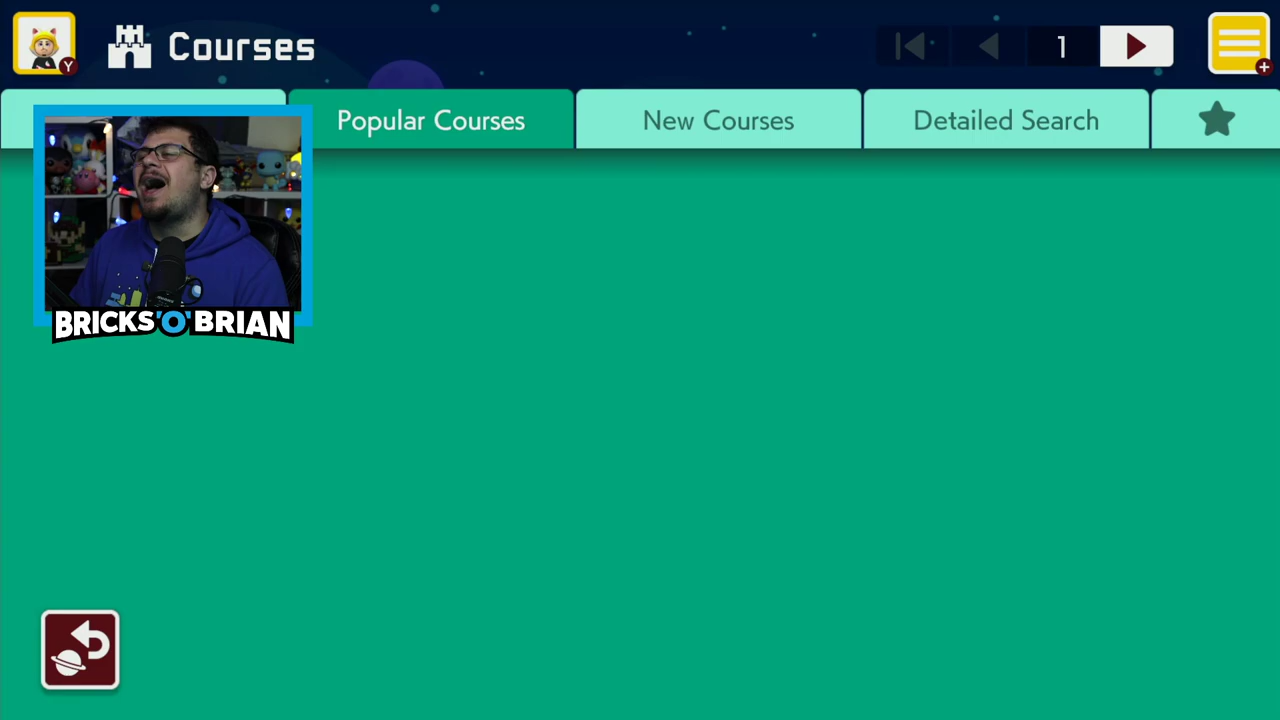 Y
Courses
1
+
Popular Courses
New Courses
Detailed Search
BRICKS'O'BRIAN